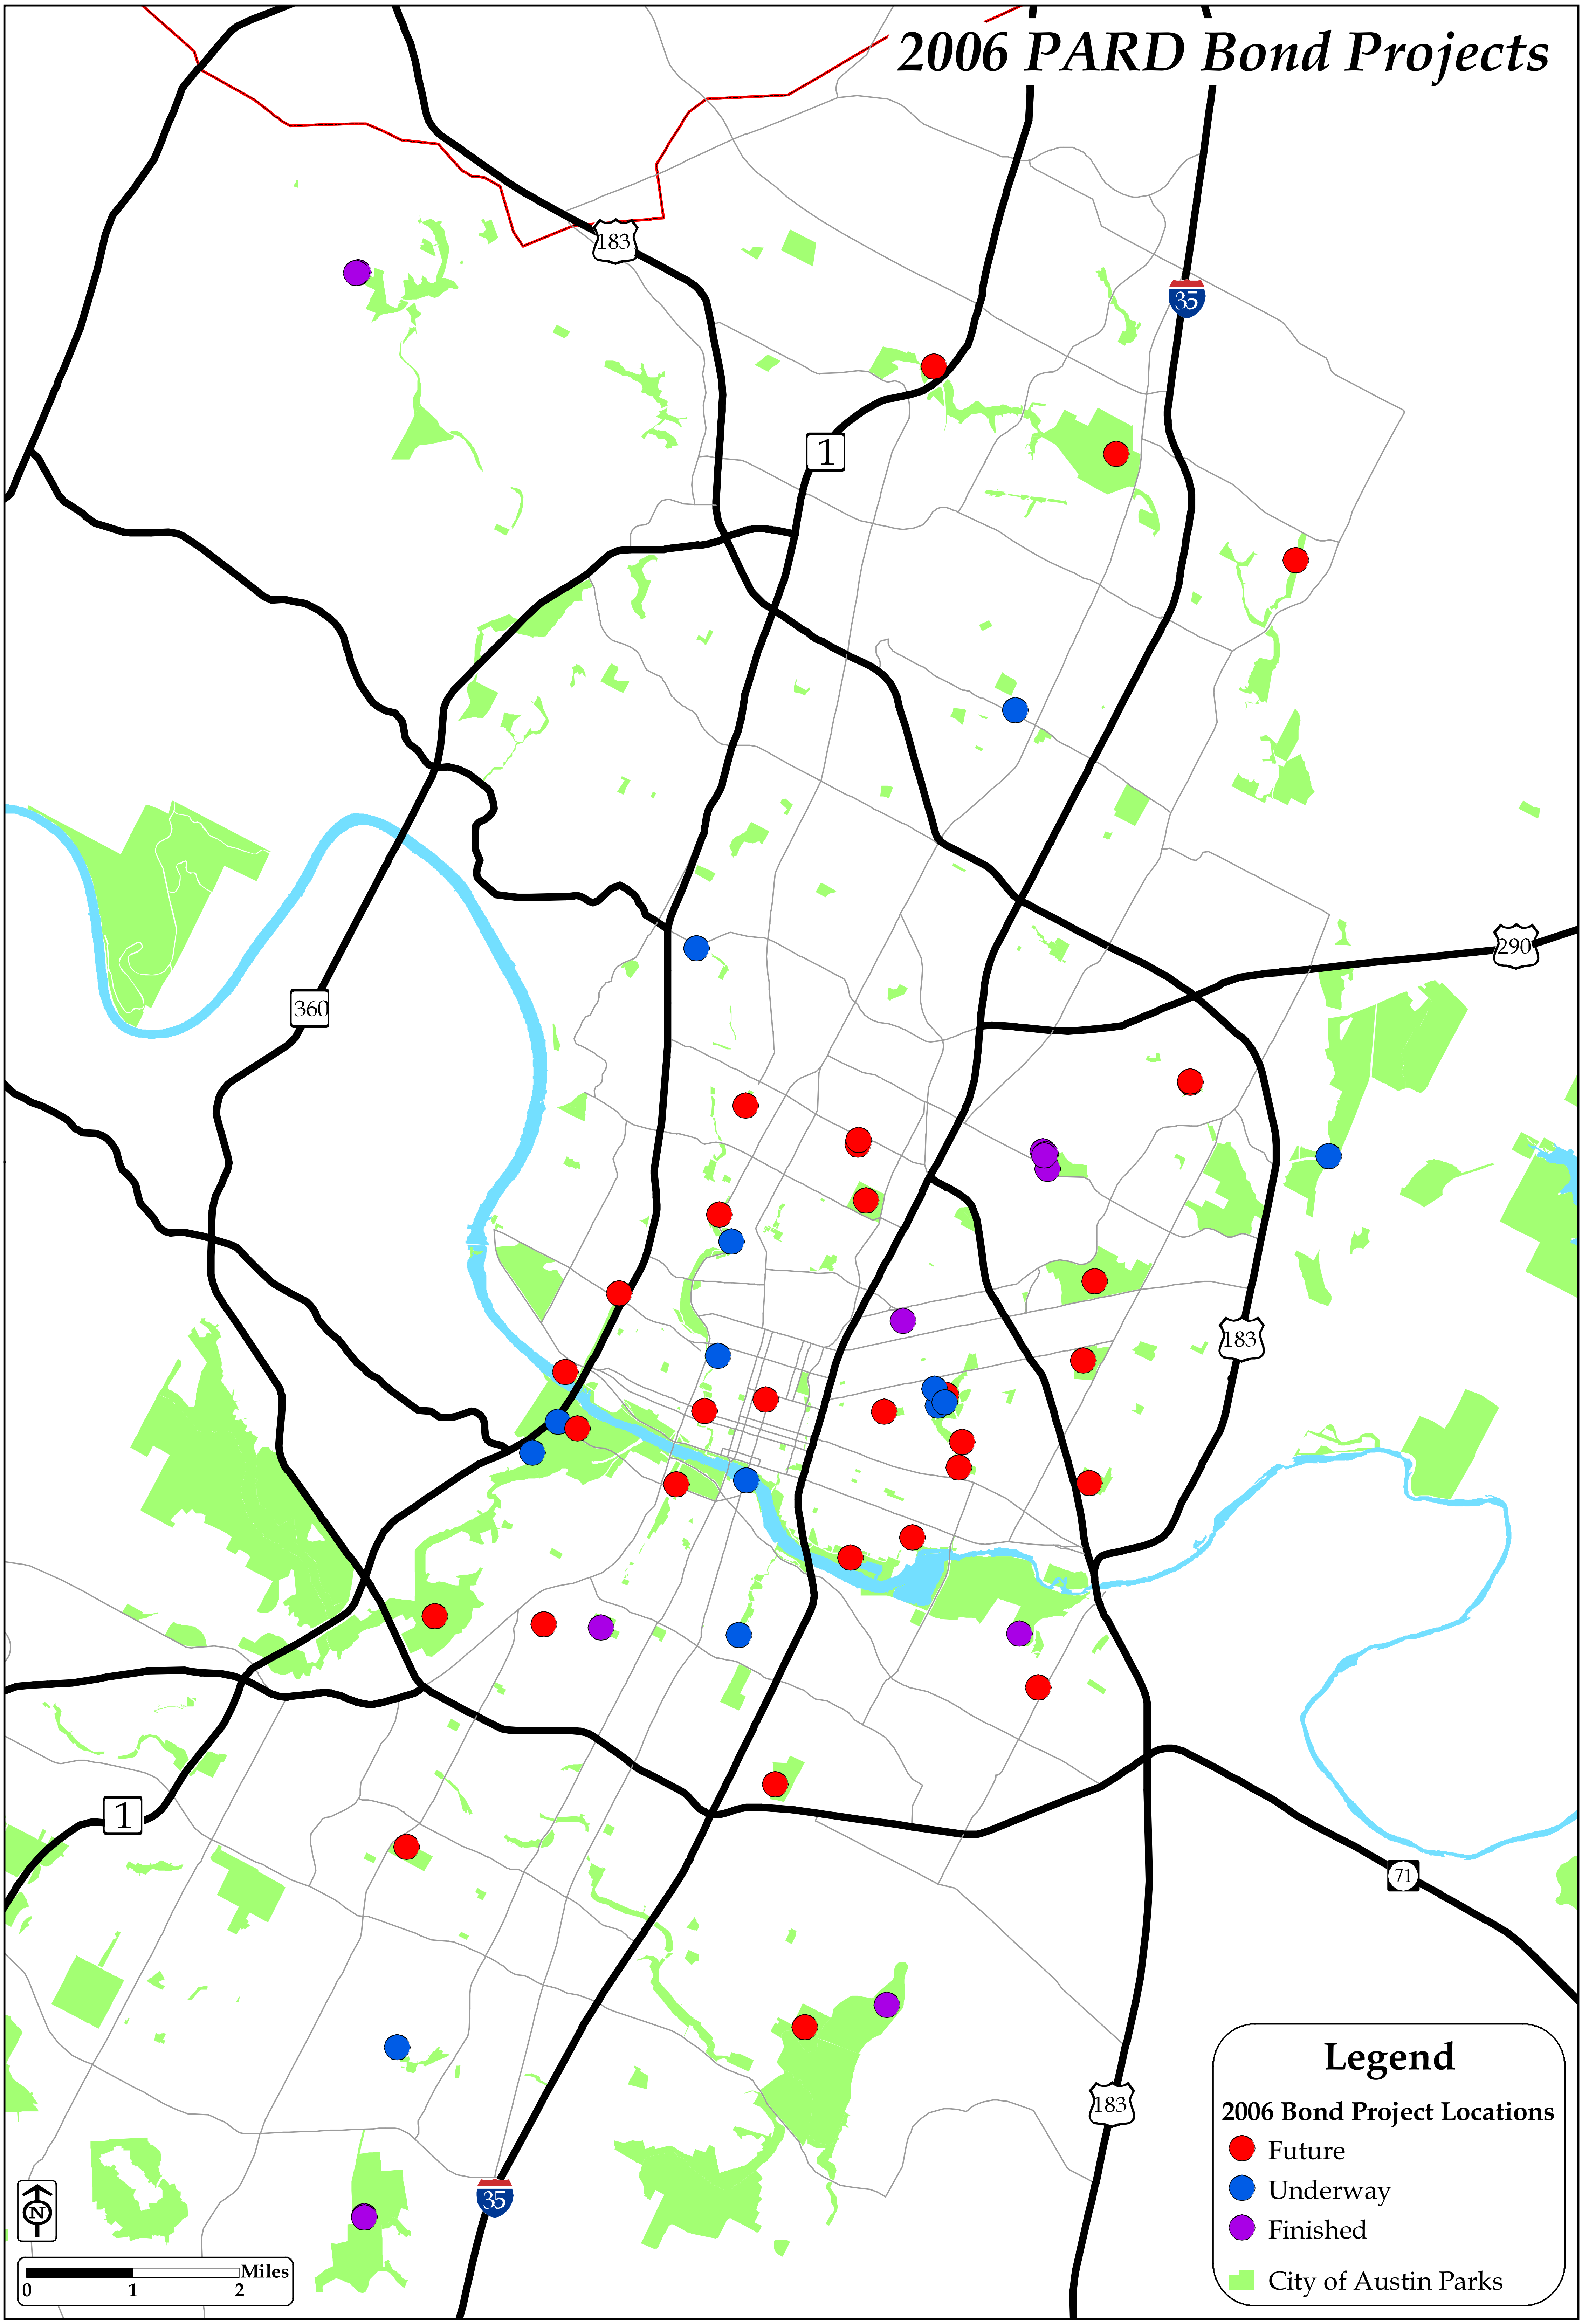 2006 PARD Bond Projects
183
35
1
290
360
183
1
71
183
35
N
Miles
0 1 2
Legend
2006 Bond Project Locations
Future
Underway
Finished
City of Austin Parks